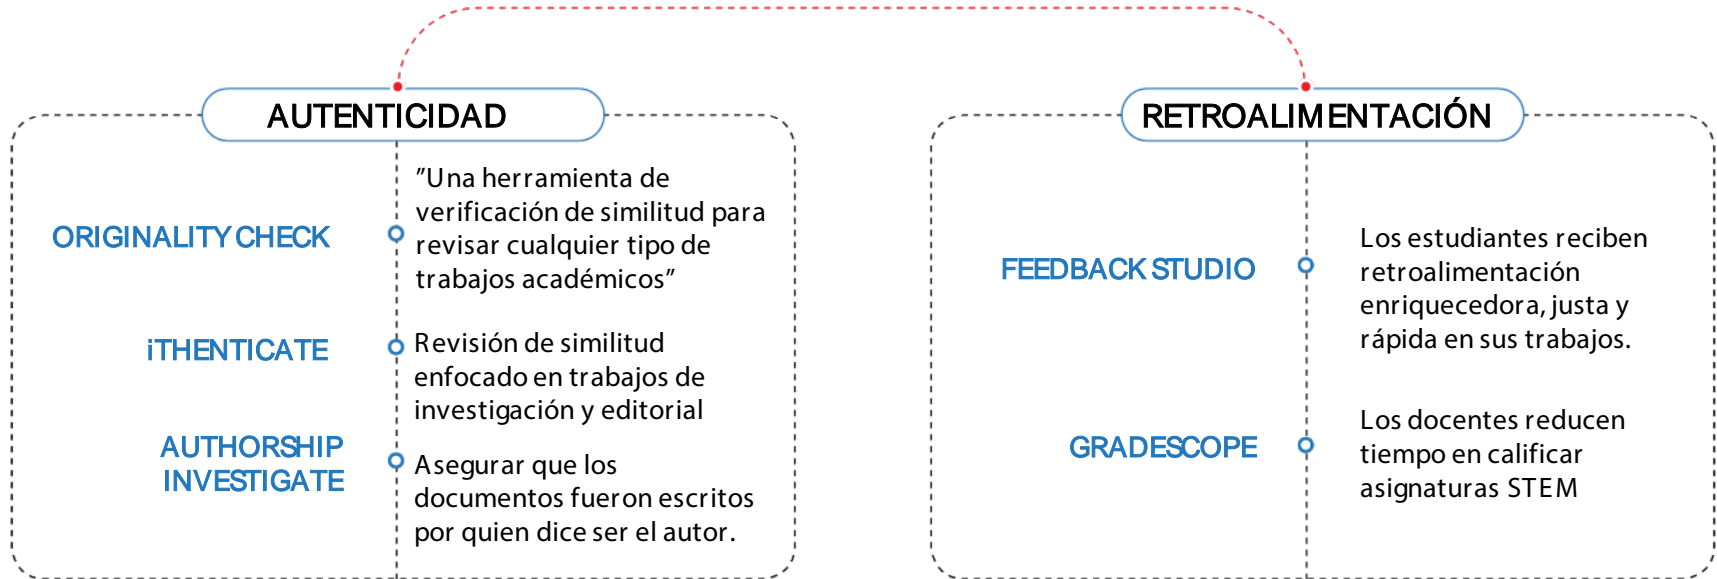 AUTENTICIDAD
ORIGINALITY CHECK
"Una herramienta de
verificación de similitud para
revisar cualquier tipo de
trabajos académicos”
iTHENTICATE
Revisión de similitud
enfocado en trabajos de
investigación y editorial
AUTHORSHIP
INVESTIGATE
Asegurar que los
documentos fueron escritos
por quien dice ser el autor.
RETROALIMENTACIÓN
FEEDBACK STUDIO
Los estudiantes reciben
retroalimentación
enriquecedora, justa y
rápida en sus trabajos.
GRADESCOPE
Los docentes reducen
tiempo en calificar
asignaturas STEM